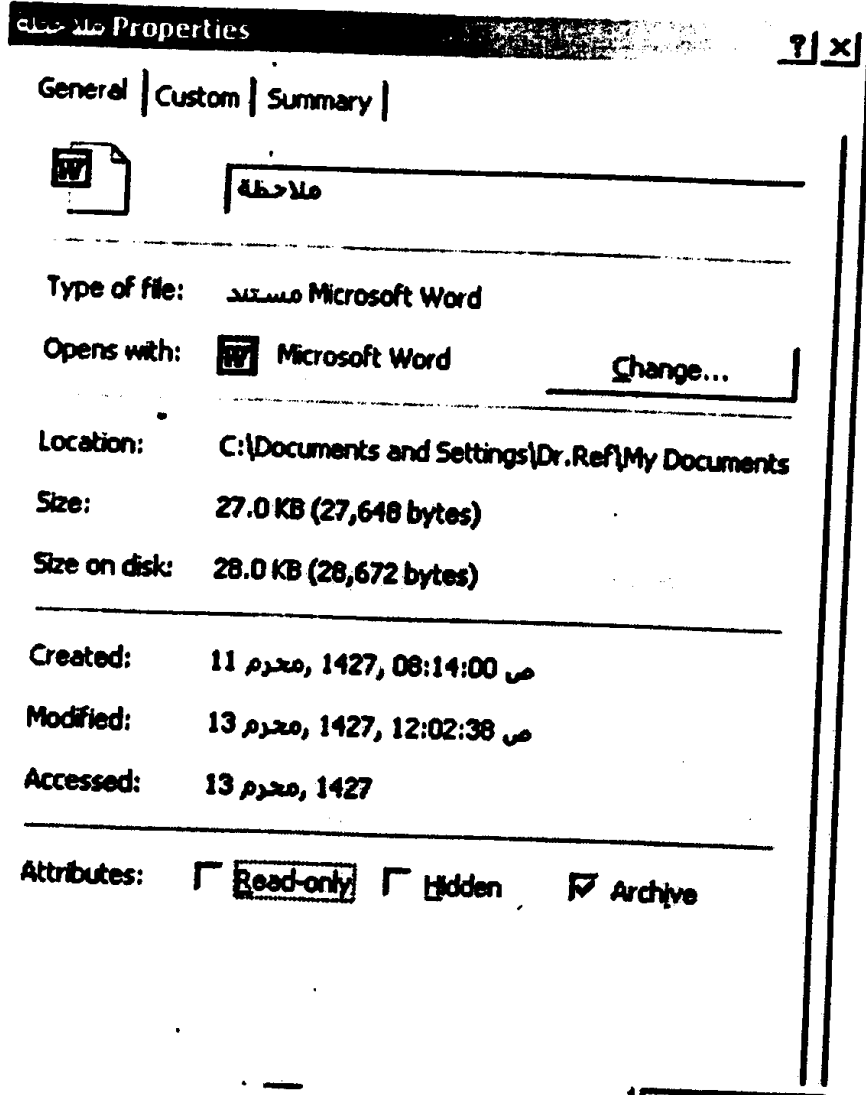 ملاحظة Properties
General Custom Summary
ملاحظة
Type of file: مستند Microsoft Word
Opens with: Microsoft Word Change...
Location: C:\Documents and Settings\Dr.Ref\My Documents
Size: 27.0 KB (27,648 bytes)
Size on disk: 28.0 KB (28,672 bytes)
Created: 11 محرم, 1427, 08:14:00 ص
Modified: 13 محرم, 1427, 12:02:38 ص
Accessed: 13 محرم, 1427
Attributes: Read-only Hidden Archive